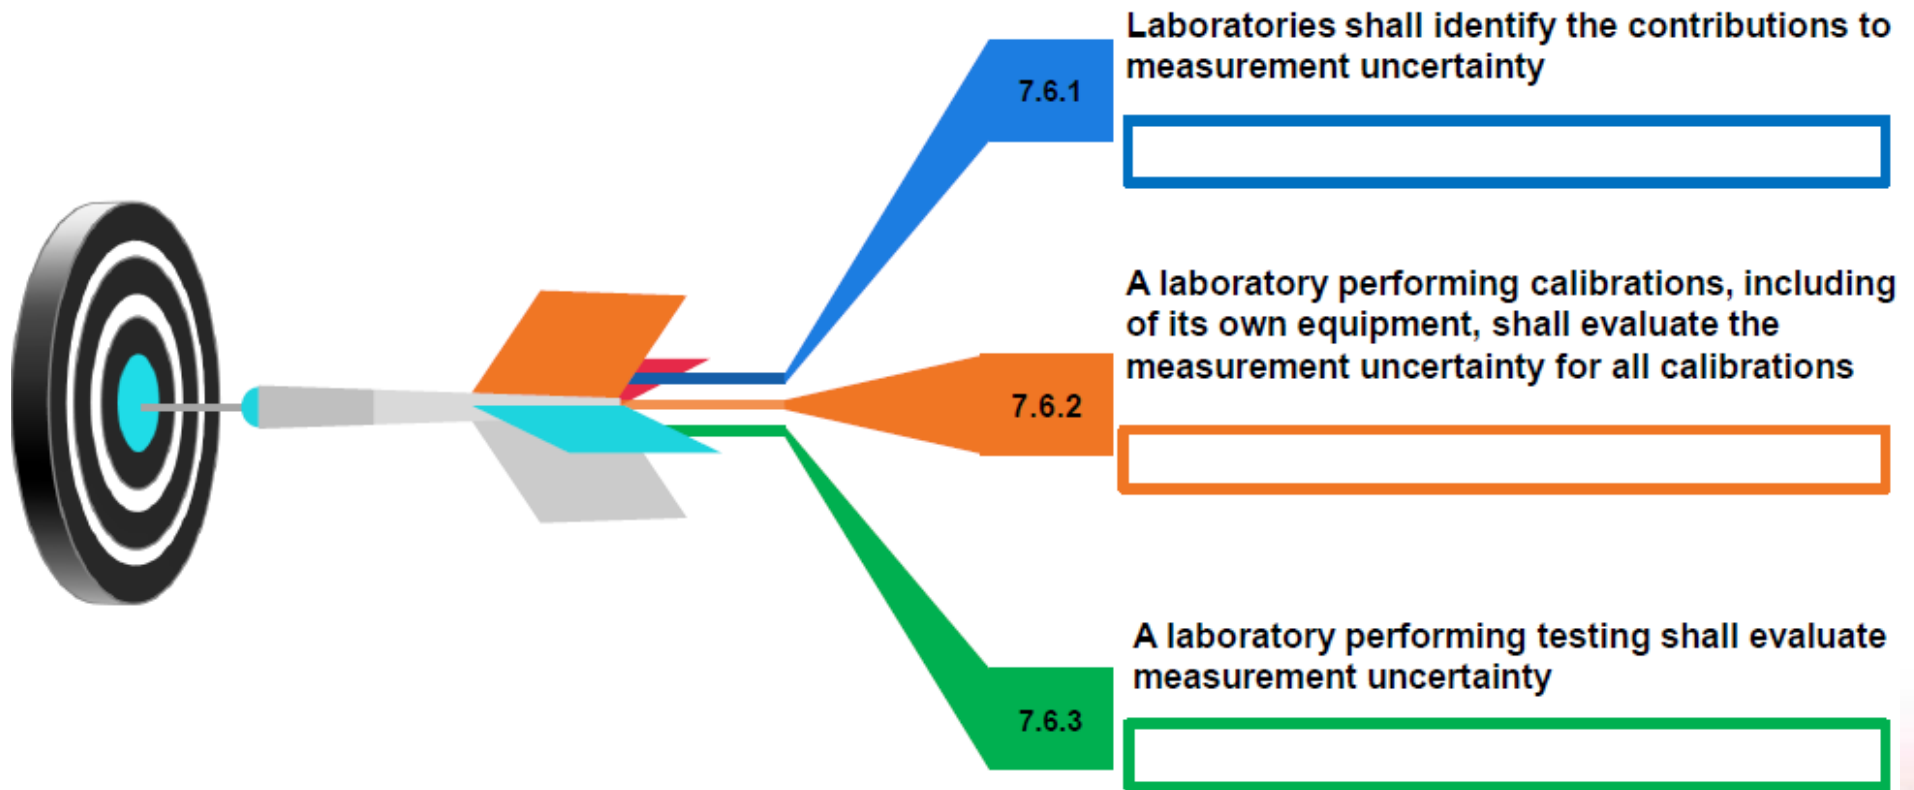 Laboratories shall identify the contributions to
measurement uncertainty
7.6.1
A laboratory performing calibrations, including
of its own equipment, shall evaluate the
measurement uncertainty for all calibrations
7.6.2
A laboratory performing testing shall evaluate
measurement uncertainty
7.6.3